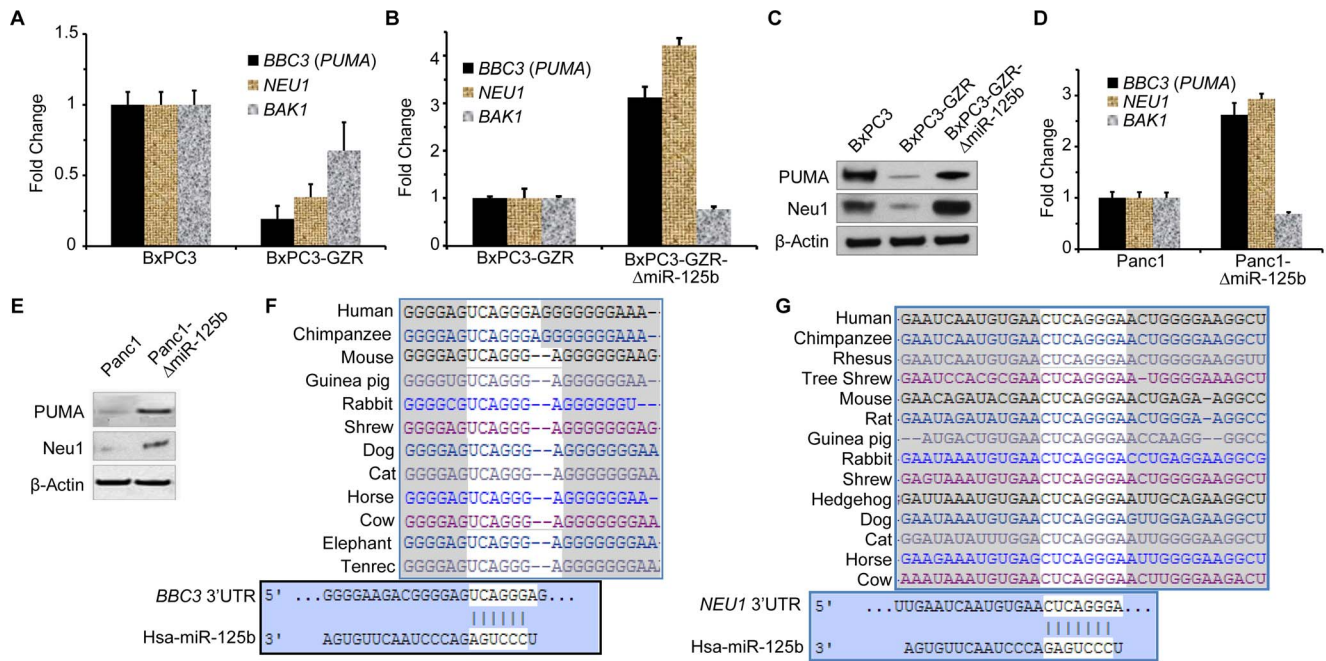 A
Fold Change
1.5
1
0.5
0
BBC3 (PUMA)
NEU1
BAK1
BxPC3
BxPC3-GZR
B
Fold Change
4
3
2
1
0
BBC3 (PUMA)
NEU1
BAK1
BxPC3-GZR
BxPC3-GZR-
ΔmiR-125b
C
BxPC3
BxPC3-GZR
BxPC3-GZR-
ΔmiR-125b
PUMA
Neu1
β-Actin
D
Fold Change
3
2
1
0
BBC3 (PUMA)
NEU1
BAK1
Panc1
Panc1-
ΔmiR-125b
E
Panc1
Panc1-
ΔmiR-125b
PUMA
Neu1
β-Actin
F
Human GGGGAGUCAGGGAGGGGGGGAAA-
Chimpanzee GGGGAGUCAGGGAGGGGGGGAAA-
Mouse GGGGAGUCAGGG--AGGGGGGAAG
Guinea pig GGGGUGUCAGGG--AGGGGGGAA-
Rabbit GGGGCGUCAGGG--AGGGGGGU--
Shrew GGGGAGUCAGGG--AGGGGGGGAG
Dog GGGGAGUCAGGG--AGGGGGGGAA
Cat GGGGAGUCAGGG--AGGGGGGGAA
Horse GGGGAGUCAGGG--AGGGGGGAA-
Cow GGGGAGUCAGGG--AGGGGGGGAA
Elephant GGGGAGUCAGGG--AGGGGGGGAA-
Tenrec GGGGAGUCAGGG--AGGGGGGGAA
BBC3 3'UTR 5' ...GGGGAAGACGGGGAGUCAGGGAG...
Hsa-miR-125b 3' AGUGUUCAAUCCCAGAGUCCCU
G
Human GAAUCAAUGUGAACUCAGGGAACUGGGGAAGGCU
Chimpanzee GAAUCAAUGUGAACUCAGGGAACUGGGGAAGGCU
Rhesus GAAUCAAUGUGAACUCAGGGAACUGGGGAAGGUU
Tree Shrew GAAUCCACGCGAACUCAGGGAA-UGGGGAAAGCU
Mouse GAACAGAUACGAACUCAGGGAACUGAGA-AGGCC
Rat GAAUAGAUAUGAACUCAGGGAACUGGGA-AGGCC
Guinea pig --AUGACUGUGAACUCAGGGAACCAAGG--GGCC
Rabbit GAAUAAAUGUGAACUCAGGGACCUGAGGAAGGCG
Shrew GAGUAAAUGUGAACUCAGGGAACUGGGGAAGGCU
Hedgehog GAUUAAAUGUGAACUCAGGGAAUUGCAGAAGGCU
Dog GAAUAAAUGUGAACUCAGGGAGUUGGAGAAGGCU
Cat GGAUAUAUUUGGACUCAGGGAACUGGGGAAGGCU
Horse GAAGAAAUGUGAGCUCAGGGAAUUGGGGAAGGCU
Cow AAAUAAAUGUGAACUCAGGGAACUUGGGAAGACU
NEU1 3'UTR 5' ...UUGAAUCAAUGUGAACUCAGGGA...
Hsa-miR-125b 3' AGUGUUCAAUCCCAGAGUCCCU